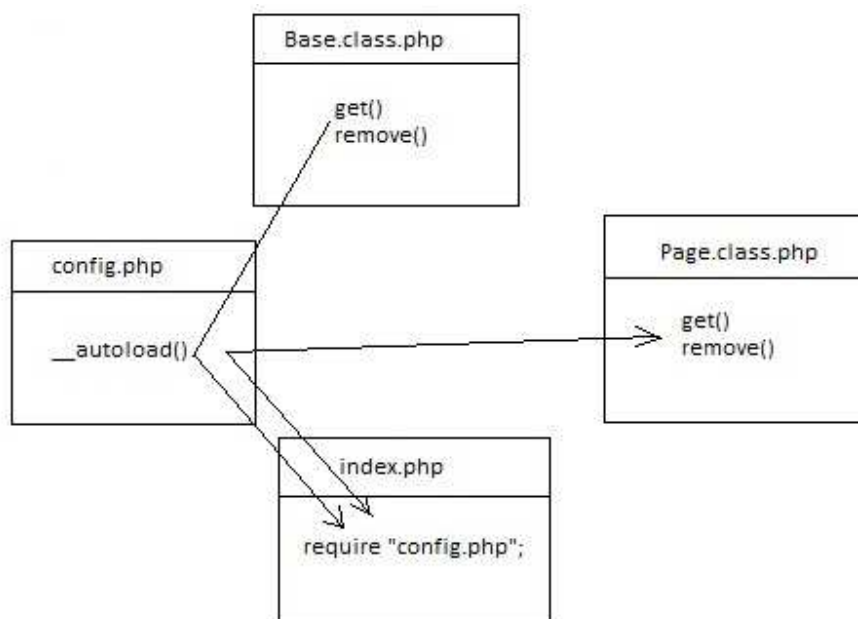 Base.class.php
get()
remove()
config.php
__autoload()
Page.class.php
get()
remove()
index.php
require "config.php";